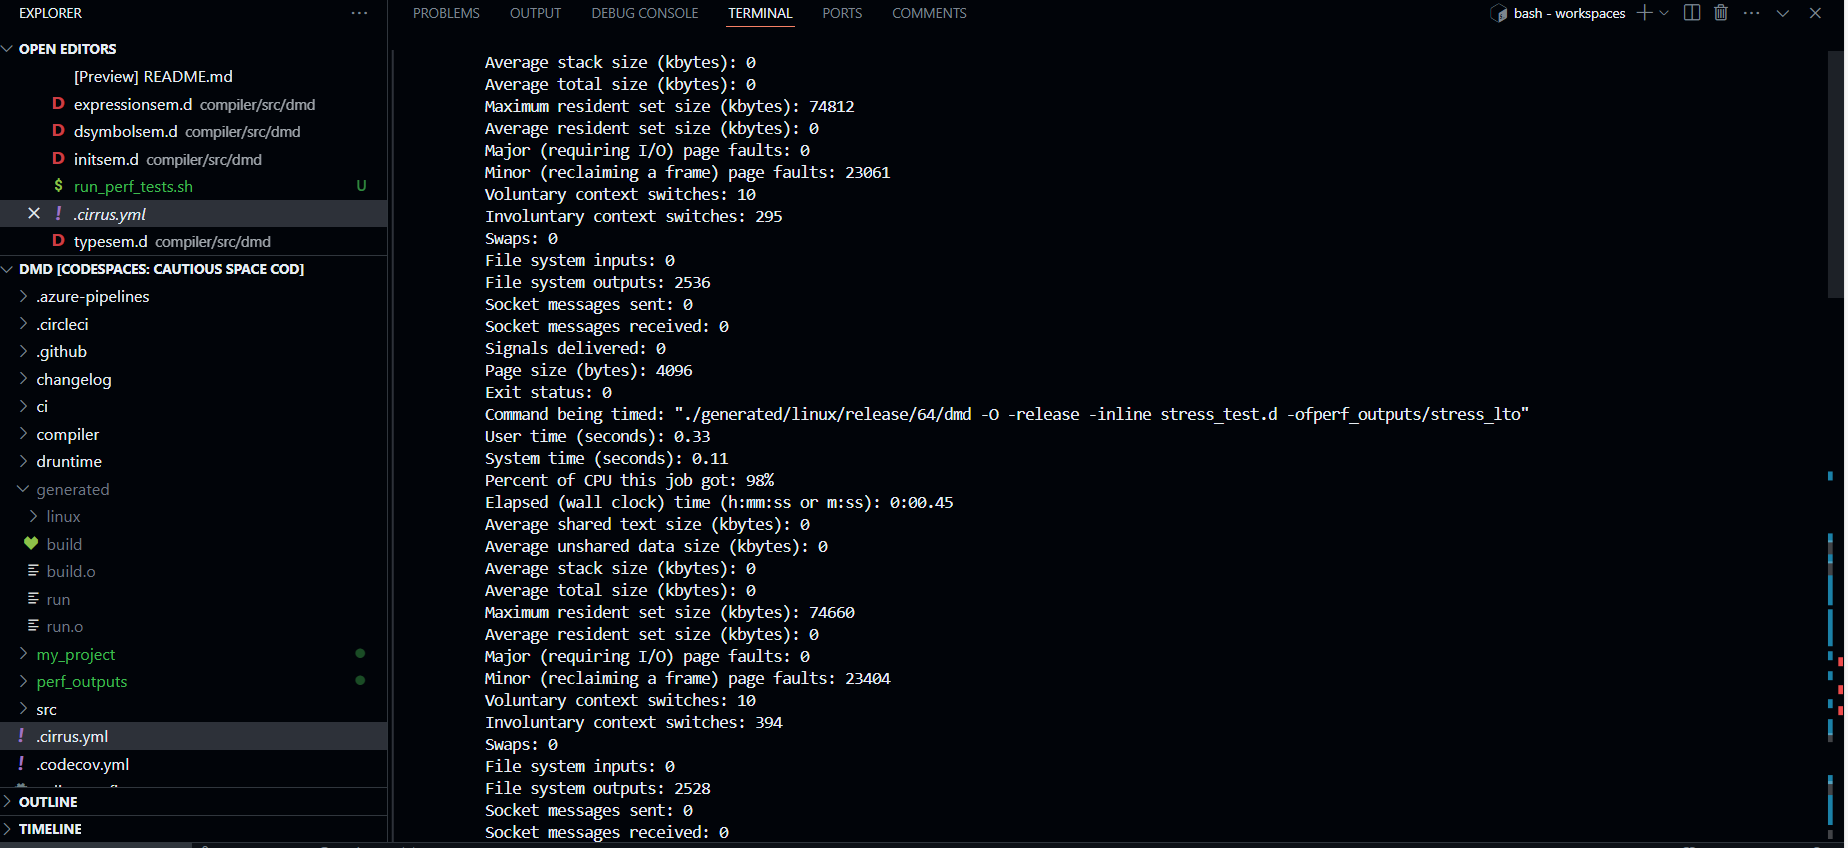 EXPLORER
OPEN EDITORS
[Preview] README.md
D expressionsem.d compiler/src/dmd
D dsymbolsem.d compiler/src/dmd
D initsem.d compiler/src/dmd
$ run_perf_tests.sh U
! .cirrus.yml
D typesem.d compiler/src/dmd
DMD [CODESPACES: CAUTIOUS SPACE COD]
.azure-pipelines
.circleci
.github
changelog
ci
compiler
druntime
generated
linux
build
build.o
run
run.o
my_project
perf_outputs
src
! .cirrus.yml
! .codecov.yml
OUTLINE
TIMELINE
PROBLEMS OUTPUT DEBUG CONSOLE TERMINAL PORTS COMMENTS
bash - workspaces
Average stack size (kbytes): 0
Average total size (kbytes): 0
Maximum resident set size (kbytes): 74812
Average resident set size (kbytes): 0
Major (requiring I/O) page faults: 0
Minor (reclaiming a frame) page faults: 23061
Voluntary context switches: 10
Involuntary context switches: 295
Swaps: 0
File system inputs: 0
File system outputs: 2536
Socket messages sent: 0
Socket messages received: 0
Signals delivered: 0
Page size (bytes): 4096
Exit status: 0
Command being timed: "./generated/linux/release/64/dmd -O -release -inline stress_test.d -ofperf_outputs/stress_lto"
User time (seconds): 0.33
System time (seconds): 0.11
Percent of CPU this job got: 98%
Elapsed (wall clock) time (h:mm:ss or m:ss): 0:00.45
Average shared text size (kbytes): 0
Average unshared data size (kbytes): 0
Average stack size (kbytes): 0
Average total size (kbytes): 0
Maximum resident set size (kbytes): 74660
Average resident set size (kbytes): 0
Major (requiring I/O) page faults: 0
Minor (reclaiming a frame) page faults: 23404
Voluntary context switches: 10
Involuntary context switches: 394
Swaps: 0
File system inputs: 0
File system outputs: 2528
Socket messages sent: 0
Socket messages received: 0